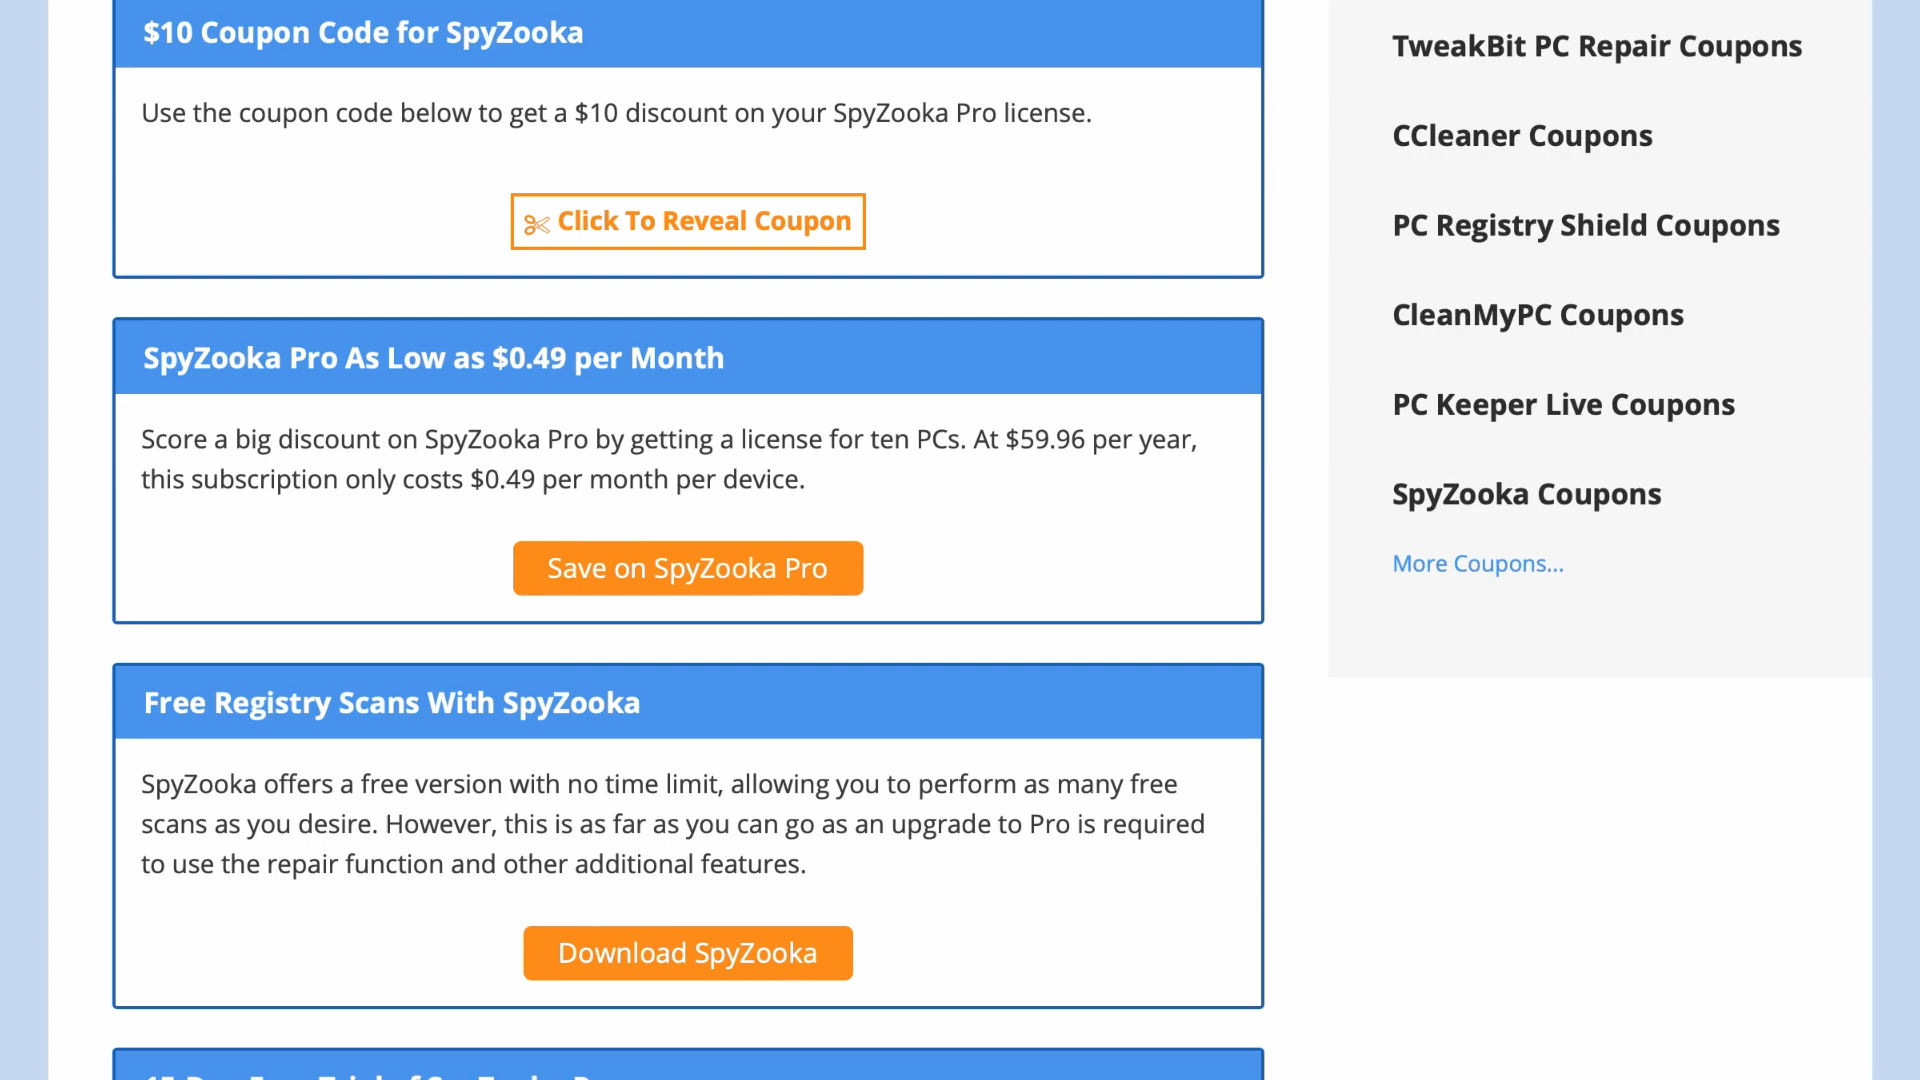 $10 Coupon Code for SpyZooka
Use the coupon code below to get a $10 discount on your SpyZooka Pro license.
Click To Reveal Coupon
SpyZooka Pro As Low as $0.49 per Month
Score a big discount on SpyZooka Pro by getting a license for ten PCs. At $59.96 per year,
this subscription only costs $0.49 per month per device.
Save on SpyZooka Pro
Free Registry Scans With SpyZooka
SpyZooka offers a free version with no time limit, allowing you to perform as many free
scans as you desire. However, this is as far as you can go as an upgrade to Pro is required
to use the repair function and other additional features.
Download SpyZooka
TweakBit PC Repair Coupons
CCleaner Coupons
PC Registry Shield Coupons
CleanMyPC Coupons
PC Keeper Live Coupons
SpyZooka Coupons
More Coupons...